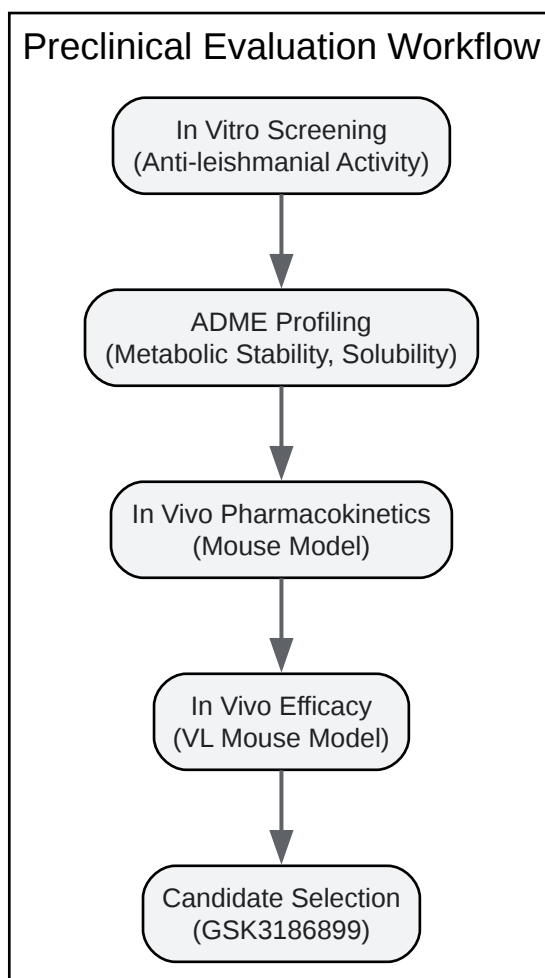 Preclinical Evaluation Workflow
In Vitro Screening
(Anti-leishmanial Activity)
ADME Profiling
(Metabolic Stability, Solubility)
In Vivo Pharmacokinetics
(Mouse Model)
In Vivo Efficacy
(VL Mouse Model)
Candidate Selection
(GSK3186899)